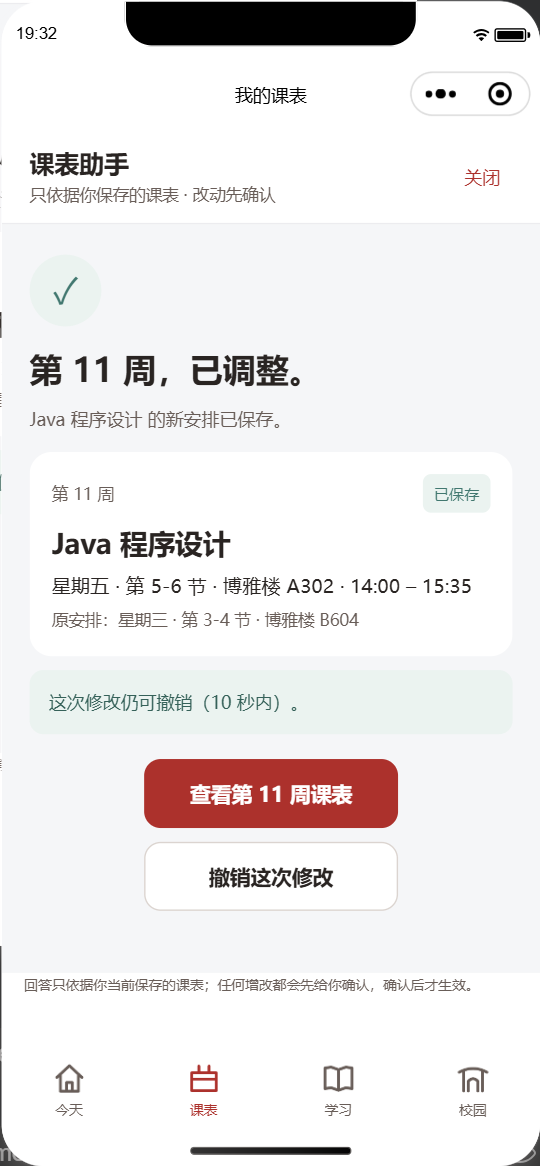 19:32
我的课表
课表助手
只依据你保存的课表 · 改动先确认
关闭
第 11 周，已调整。
Java 程序设计 的新安排已保存。
第 11 周
已保存
Java 程序设计
星期五 · 第 5-6 节 · 博雅楼 A302 · 14:00 – 15:35
原安排：星期三 · 第 3-4 节 · 博雅楼 B604
这次修改仍可撤销（10 秒内）。
查看第 11 周课表
撤销这次修改
回答只依据你当前保存的课表；任何增改都会先给你确认，确认后才生效。
今天
课表
学习
校园